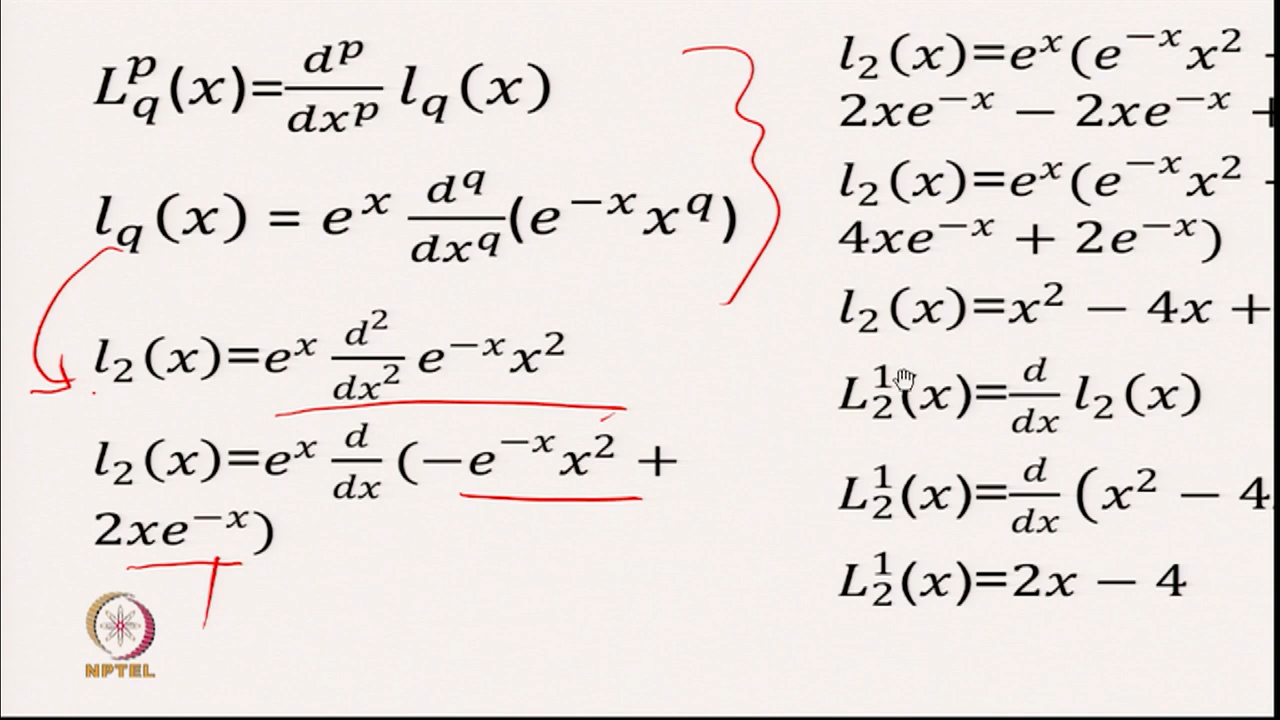 L_q^p(x)=d^p/dx^p l_q(x)
l_q(x) = e^x d^q/dx^q(e^{-x}x^q)
l_2(x)=e^x d^2/dx^2 e^{-x}x^2
l_2(x)=e^x d/dx (−e^{-x}x^2 +
2xe^{-x})
NPTEL
l_2(x)=e^x(e^{-x}x^2 -
2xe^{-x} − 2xe^{-x} +
l_2(x)=e^x(e^{-x}x^2 -
4xe^{-x} + 2e^{-x})
l_2(x)=x^2 − 4x +
L_2^1(x)=d/dx l_2(x)
L_2^1(x)=d/dx (x^2 − 4
L_2^1(x)=2x − 4